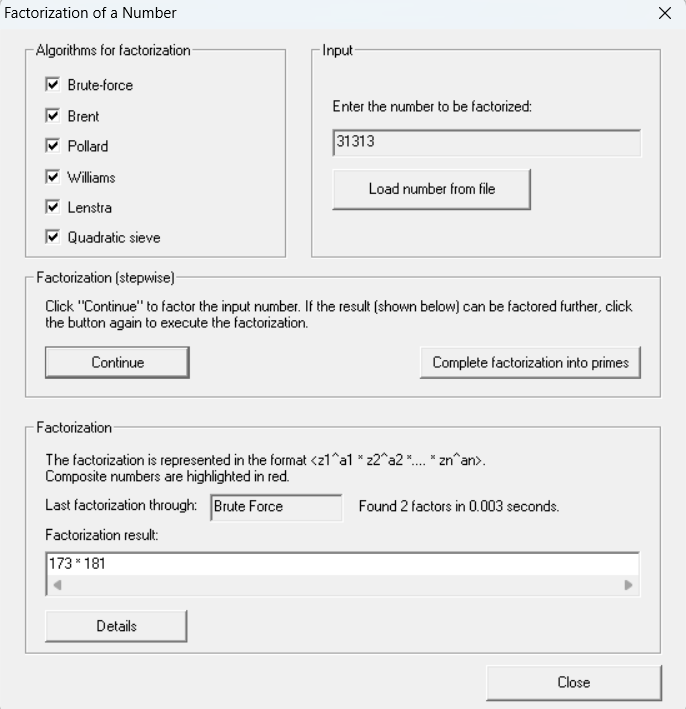 Factorization of a Number
Algorithms for factorization
Brute-force
Brent
Pollard
Williams
Lenstra
Quadratic sieve
Input
Enter the number to be factorized:
31313
Load number from file
Factorization (stepwise)
Click "Continue" to factor the input number. If the result (shown below) can be factored further, click
the button again to execute the factorization.
Continue
Complete factorization into primes
Factorization
The factorization is represented in the format <z1^a1 * z2^a2 *.... * zn^an>.
Composite numbers are highlighted in red.
Last factorization through: Brute Force Found 2 factors in 0.003 seconds.
Factorization result:
173 * 181
Details
Close